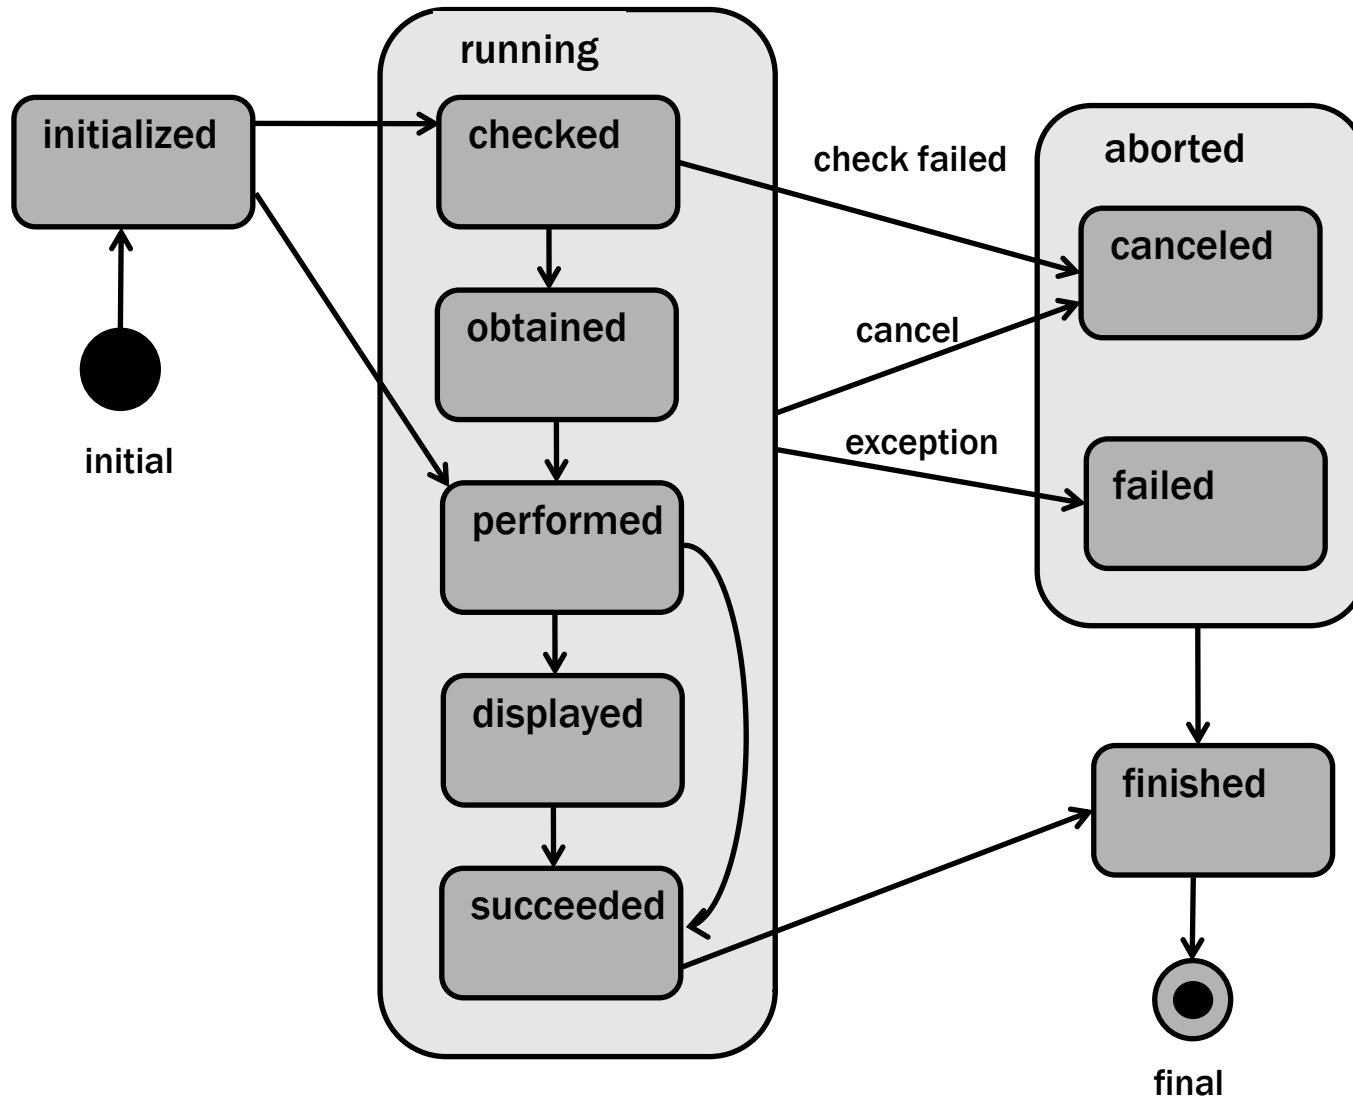 running
initialized
checked
check failed
aborted
canceled
obtained
cancel
initial
exception
failed
performed
displayed
finished
succeeded
final